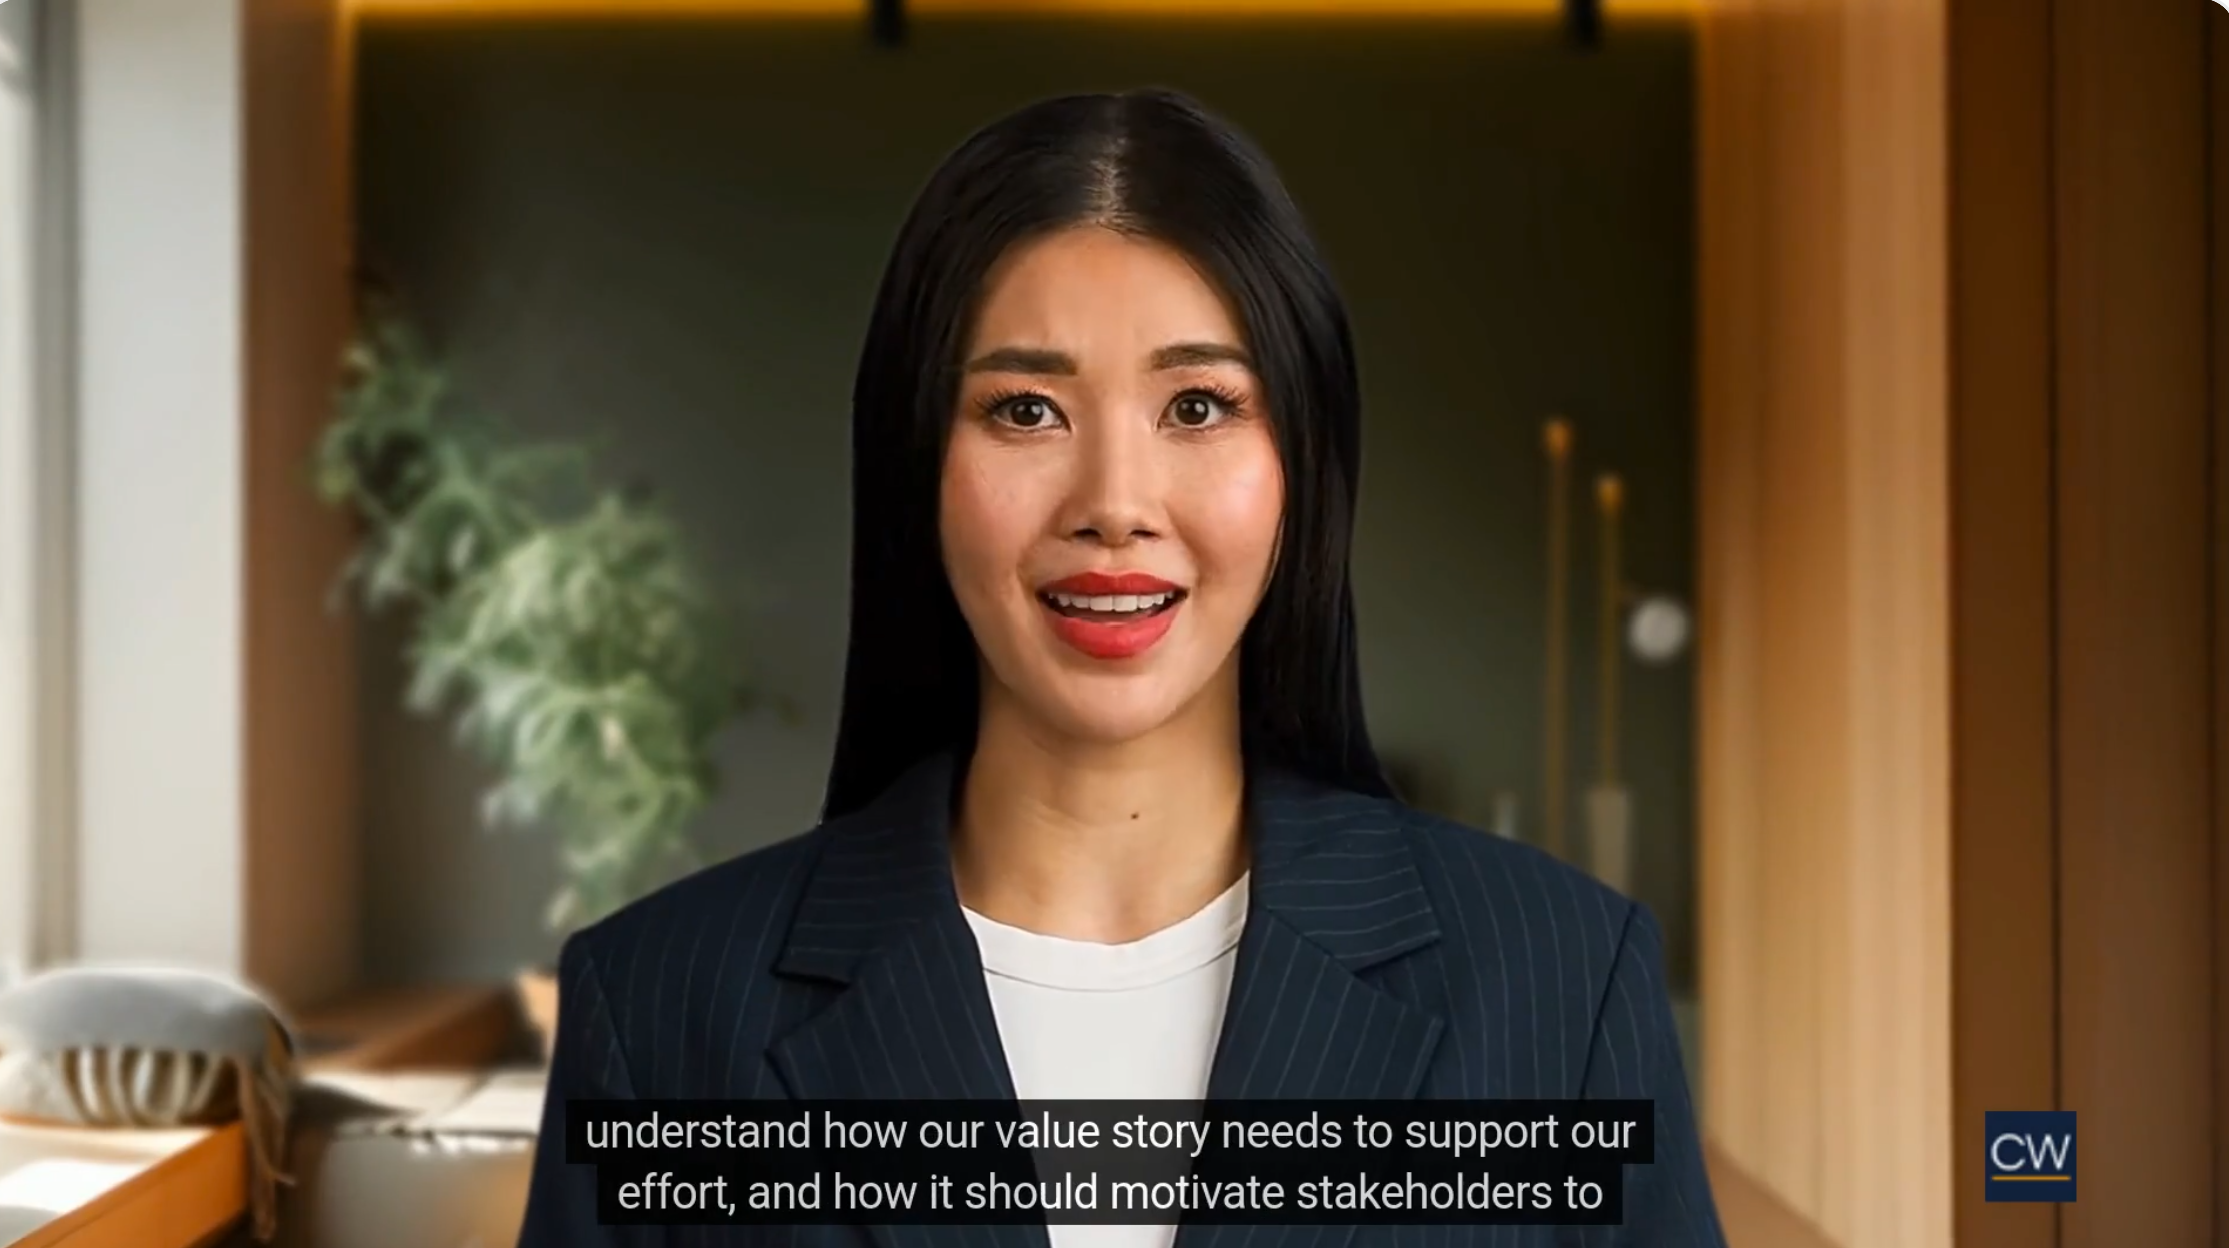 understand how our value story needs to support our
effort, and how it should motivate stakeholders to
CW